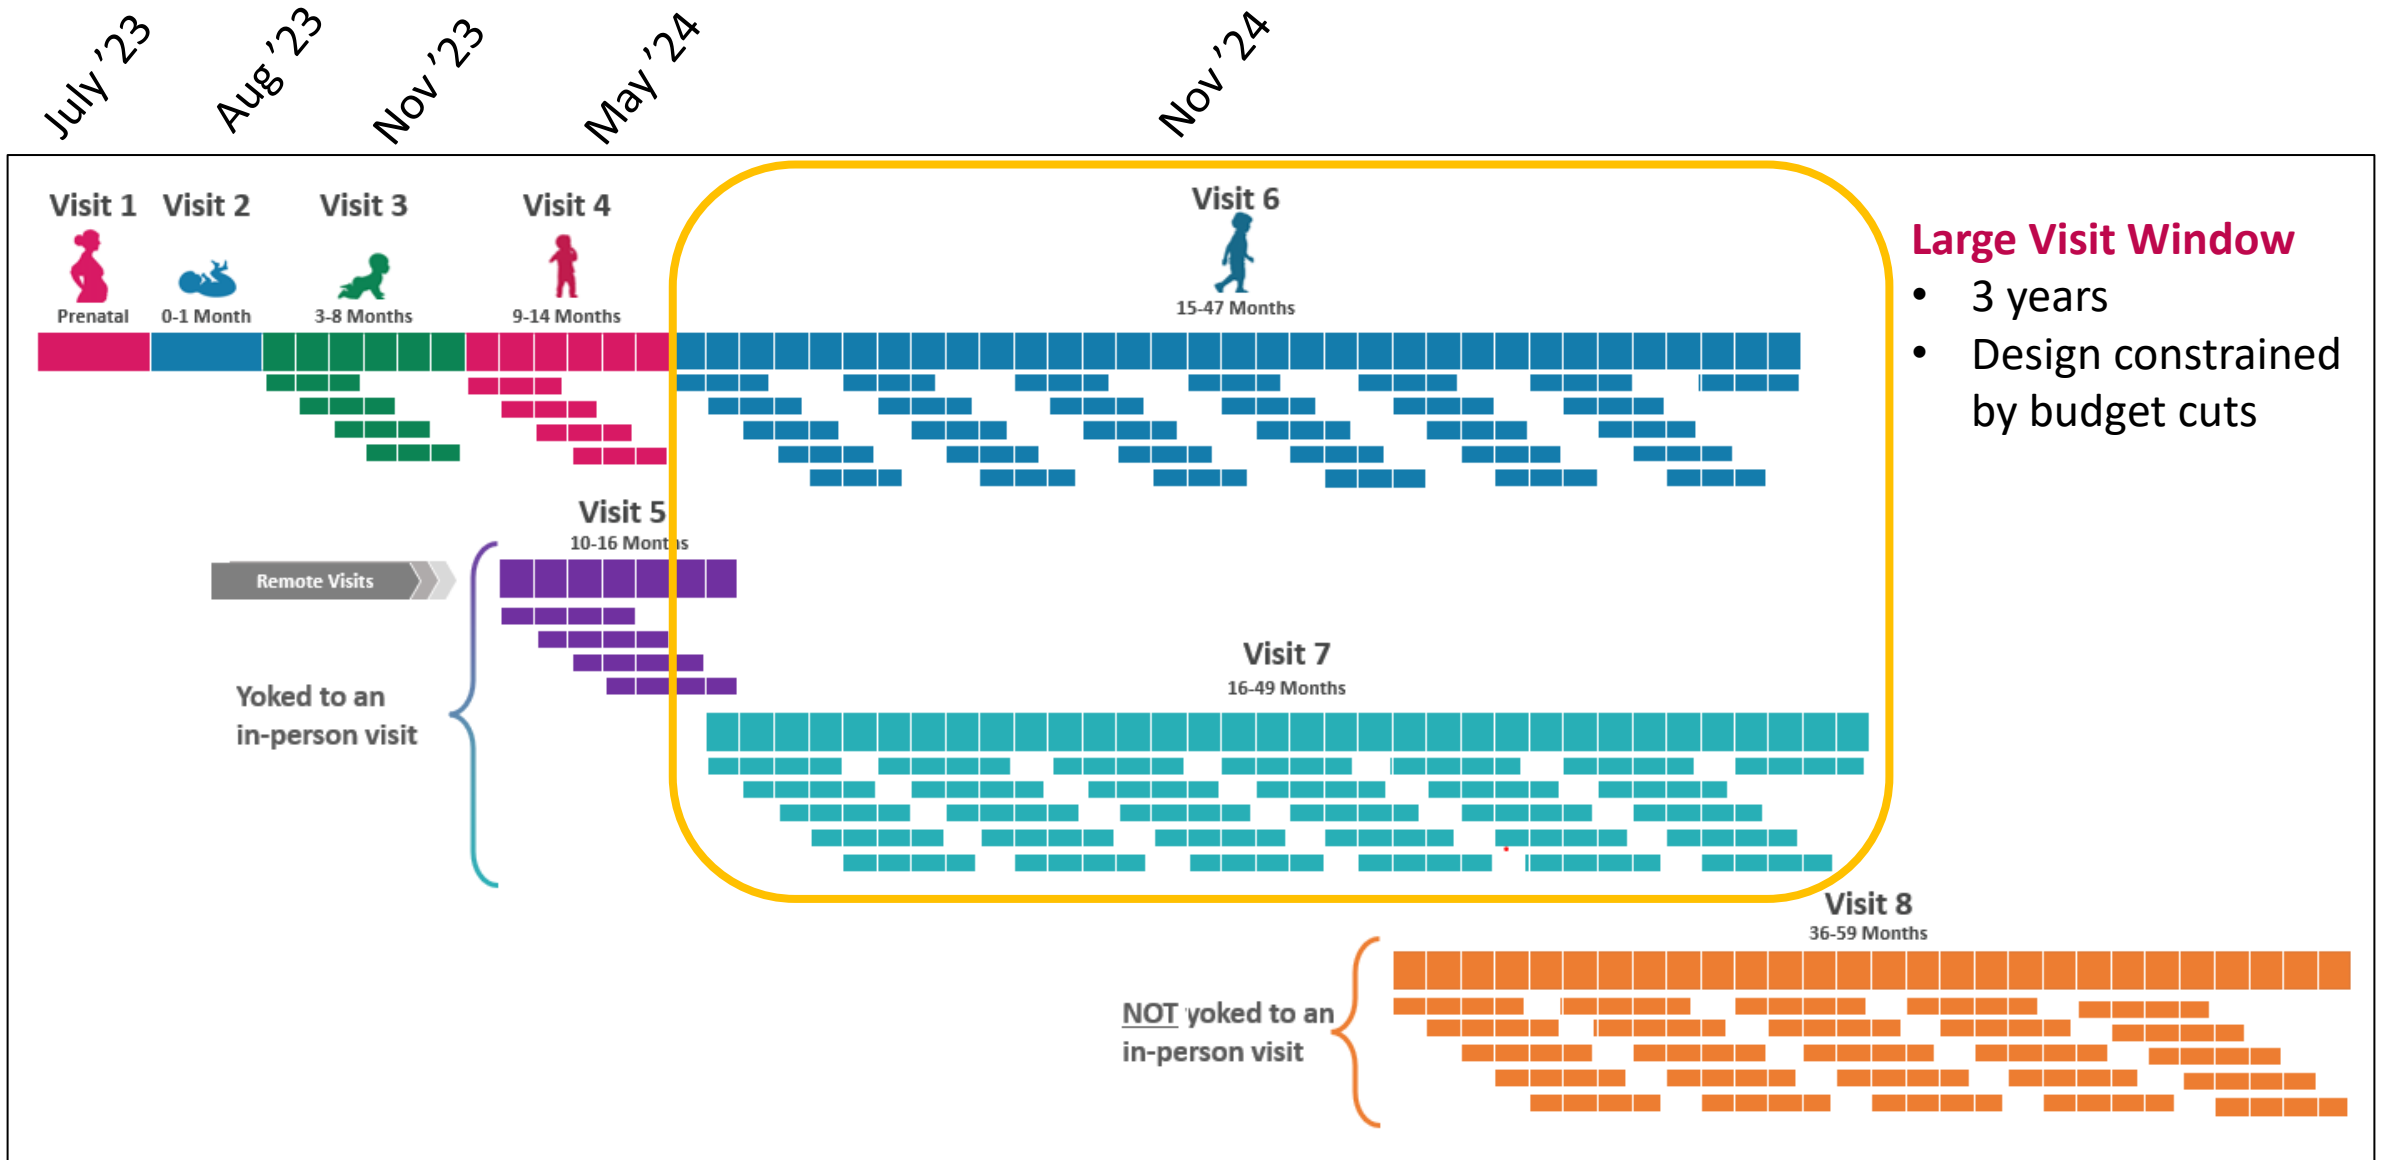 July ’23
Aug ’23
Nov ’23
May ’24
Nov ’24
Visit 1
Visit 2
Visit 3
Visit 4
Visit 6
Prenatal
0-1 Month
3-8 Months
9-14 Months
15-47 Months
Large Visit Window
• 3 years
• Design constrained
by budget cuts
Visit 5
10-16 Months
Remote Visits
Yoked to an
in-person visit
Visit 7
16-49 Months
Visit 8
36-59 Months
NOT yoked to an
in-person visit